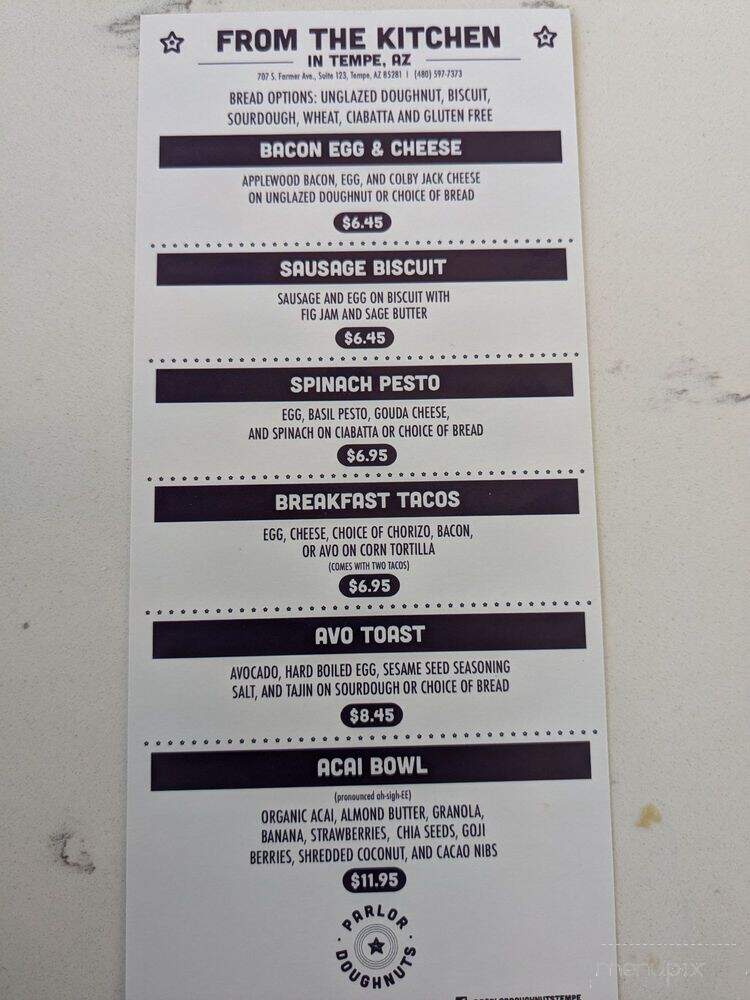 FROM THE KITCHEN
IN TEMPE, AZ
707 S. Farmer Ave., Suite 123, Tempe, AZ 85281 | (480) 597-7373
BREAD OPTIONS: UNGLAZED DOUGHNUT, BISCUIT,
SOURDOUGH, WHEAT, CIABATTA AND GLUTEN FREE
BACON EGG & CHEESE
APPLEWOOD BACON, EGG, AND COLBY JACK CHEESE
ON UNGLAZED DOUGHNUT OR CHOICE OF BREAD
$6.45
SAUSAGE BISCUIT
SAUSAGE AND EGG ON BISCUIT WITH
FIG JAM AND SAGE BUTTER
$6.45
SPINACH PESTO
EGG, BASIL PESTO, GOUDA CHEESE,
AND SPINACH ON CIABATTA OR CHOICE OF BREAD
$6.95
BREAKFAST TACOS
EGG, CHEESE, CHOICE OF CHORIZO, BACON,
OR AVO ON CORN TORTILLA
(COMES WITH TWO TACOS)
$6.95
AVO TOAST
AVOCADO, HARD BOILED EGG, SESAME SEED SEASONING
SALT, AND TAJIN ON SOURDOUGH OR CHOICE OF BREAD
$8.45
ACAI BOWL
(pronounced ah-sigh-EE)
ORGANIC ACAI, ALMOND BUTTER, GRANOLA,
BANANA, STRAWBERRIES, CHIA SEEDS, GOJI
BERRIES, SHREDDED COCONUT, AND CACAO NIBS
$11.95
PARLOR
DOUGHNUTS
menupix